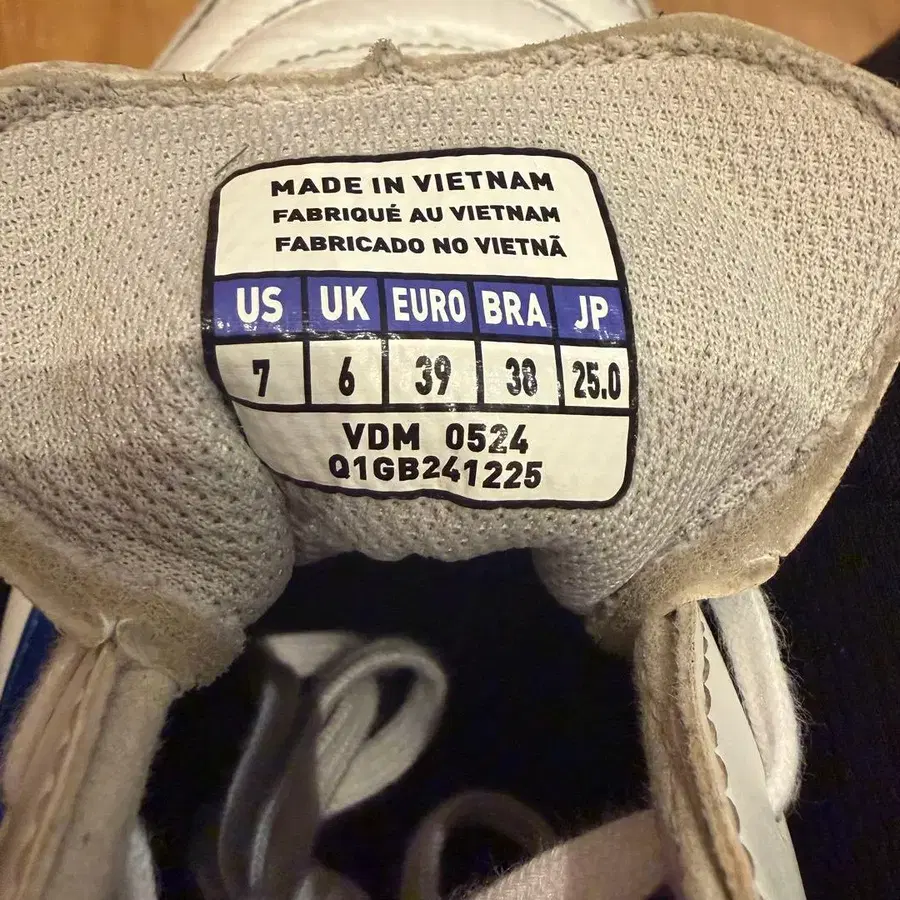 MADE IN VIETNAM
FABRIQUÉ AU VIETNAM
FABRICADO NO VIETNÃ
US UK EURO BRA JP
7 6 39 38 25.0
VDM 0524
Q1GB241225